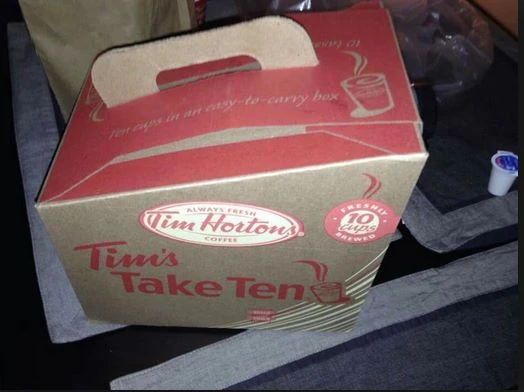 Ten cups in an easy-to-carry box
ALWAYS FRESH
Tim Hortons
COFFEE
FRESHLY
10
cups
BREWED
Tim's
Take Ten